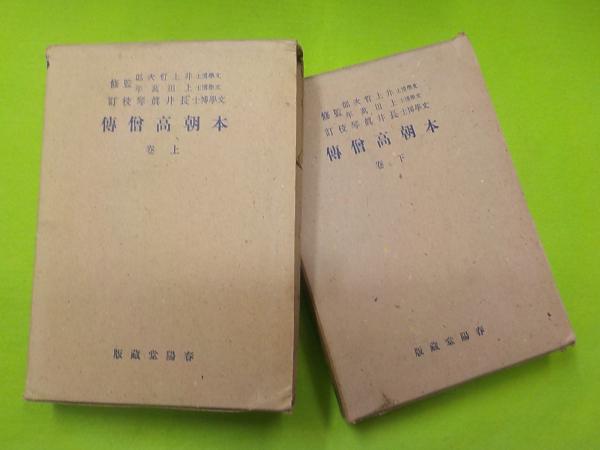 文學博士井上哲次郎
文學博士上田萬年
監修
文學博士長井眞琴校訂
本朝高僧傳
上卷
春陽堂藏版
文學博士井上哲次郎
文學博士上田萬年
監修
文學博士長井眞琴校訂
本朝高僧傳
下卷
春陽堂藏版